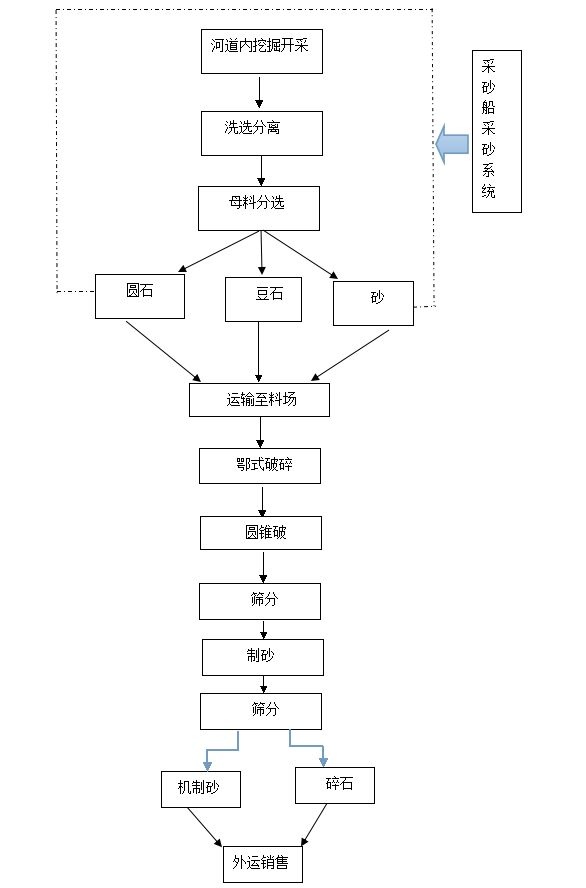 河道内挖掘开采
采
砂
船
采
砂
系
统
洗选分离
母料分选
圆石
豆石
砂
运输至料场
鄂式破碎
圆锥破
筛分
制砂
筛分
机制砂
碎石
外运销售